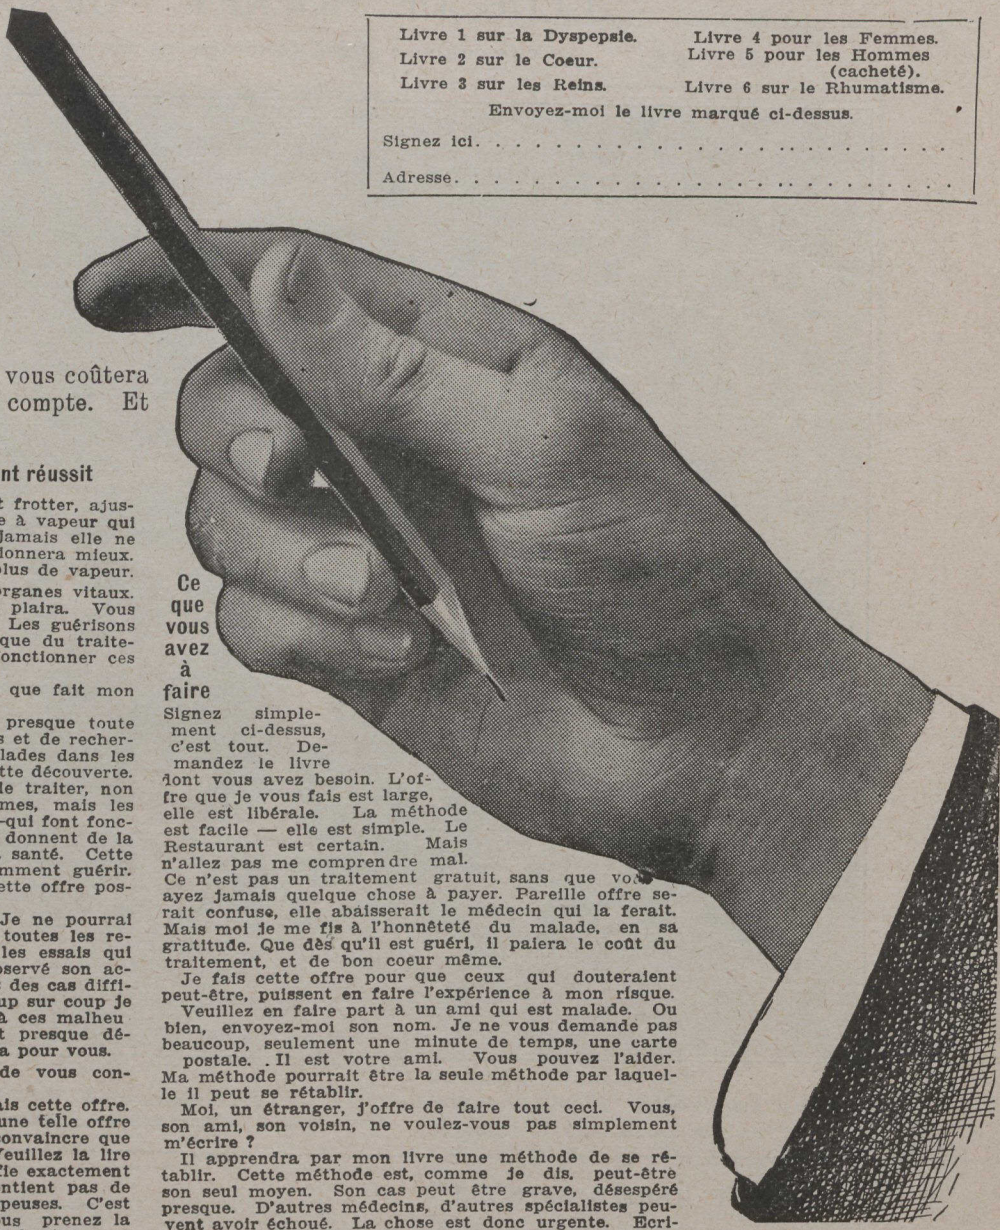 Livre 1 sur la Dyspepsie.
Livre 2 sur le Coeur.
Livre 3 sur les Reins.
Livre 4 pour les Femmes.
Livre 5 pour les Hommes
(cacheté).
Livre 6 sur le Rhumatisme.
Envoyez-moi le livre marqué ci-dessus.
Signez ici. . . . . . . . . . . . . . . . . . . . . . . . . . . . .
Adresse. . . . . . . . . . . . . . . . . . . . . . . . . . . . . .
vous coûtera
compte. Et
nt réussit
t frotter, ajus-
e à vapeur qui
Jamais elle ne
lonnera mieux.
plus de vapeur.
organes vitaux.
plaira. Vous
Les guérisons
que du traite-
onctionner ces
que fait mon
presque toute
s et de recher-
lades dans les
tte découverte.
de traiter, non
mes, mais les
-qui font fonc-
donnent de la
santé. Cette
mment guérir.
ette offre pos-
Je ne pourrai
toutes les re-
les essais qui
servé son ac-
des cas diffi-
up sur coup je
à ces malheu
t presque dé-
a pour vous.
de vous con-
is cette offre.
une telle offre
convaincre que
Veuillez la lire
fie exactement
ntient pas de
peuses. C'est
us prenez la
Ce
que
vous
avez
à
faire
Signez simple-
ment ci-dessus,
c'est tout. De-
mandez le livre
dont vous avez besoin. L'of-
fre que je vous fais est large,
elle est libérale. La méthode
est facile — elle est simple. Le
Restaurant est certain. Mais
n'allez pas me comprendre mal.
Ce n'est pas un traitement gratuit, sans que vo
ayez jamais quelque chose à payer. Pareille offre se-
rait confuse, elle abaisserait le médecin qui la ferait.
Mais moi je me fis à l'honnêteté du malade, en sa
gratitude. Que dès qu'il est guéri, il paiera le coût du
traitement, et de bon coeur même.
Je fais cette offre pour que ceux qui douteraient
peut-être, puissent en faire l'expérience à mon risque.
Veuillez en faire part à un ami qui est malade. Ou
bien, envoyez-moi son nom. Je ne vous demande pas
beaucoup, seulement une minute de temps, une carte
postale. . Il est votre ami. Vous pouvez l'aider.
Ma méthode pourrait être la seule méthode par laquel-
le il peut se rétablir.
Moi, un étranger, j'offre de faire tout ceci. Vous,
son ami, son voisin, ne voulez-vous pas simplement
m'écrire ?
Il apprendra par mon livre une méthode de se ré-
tablir. Cette méthode est, comme je dis, peut-être
son seul moyen. Son cas peut être grave, désespéré
presque. D'autres médecins, d'autres spécialistes peu-
vent avoir échoué. La chose est donc urgente. Ecri-